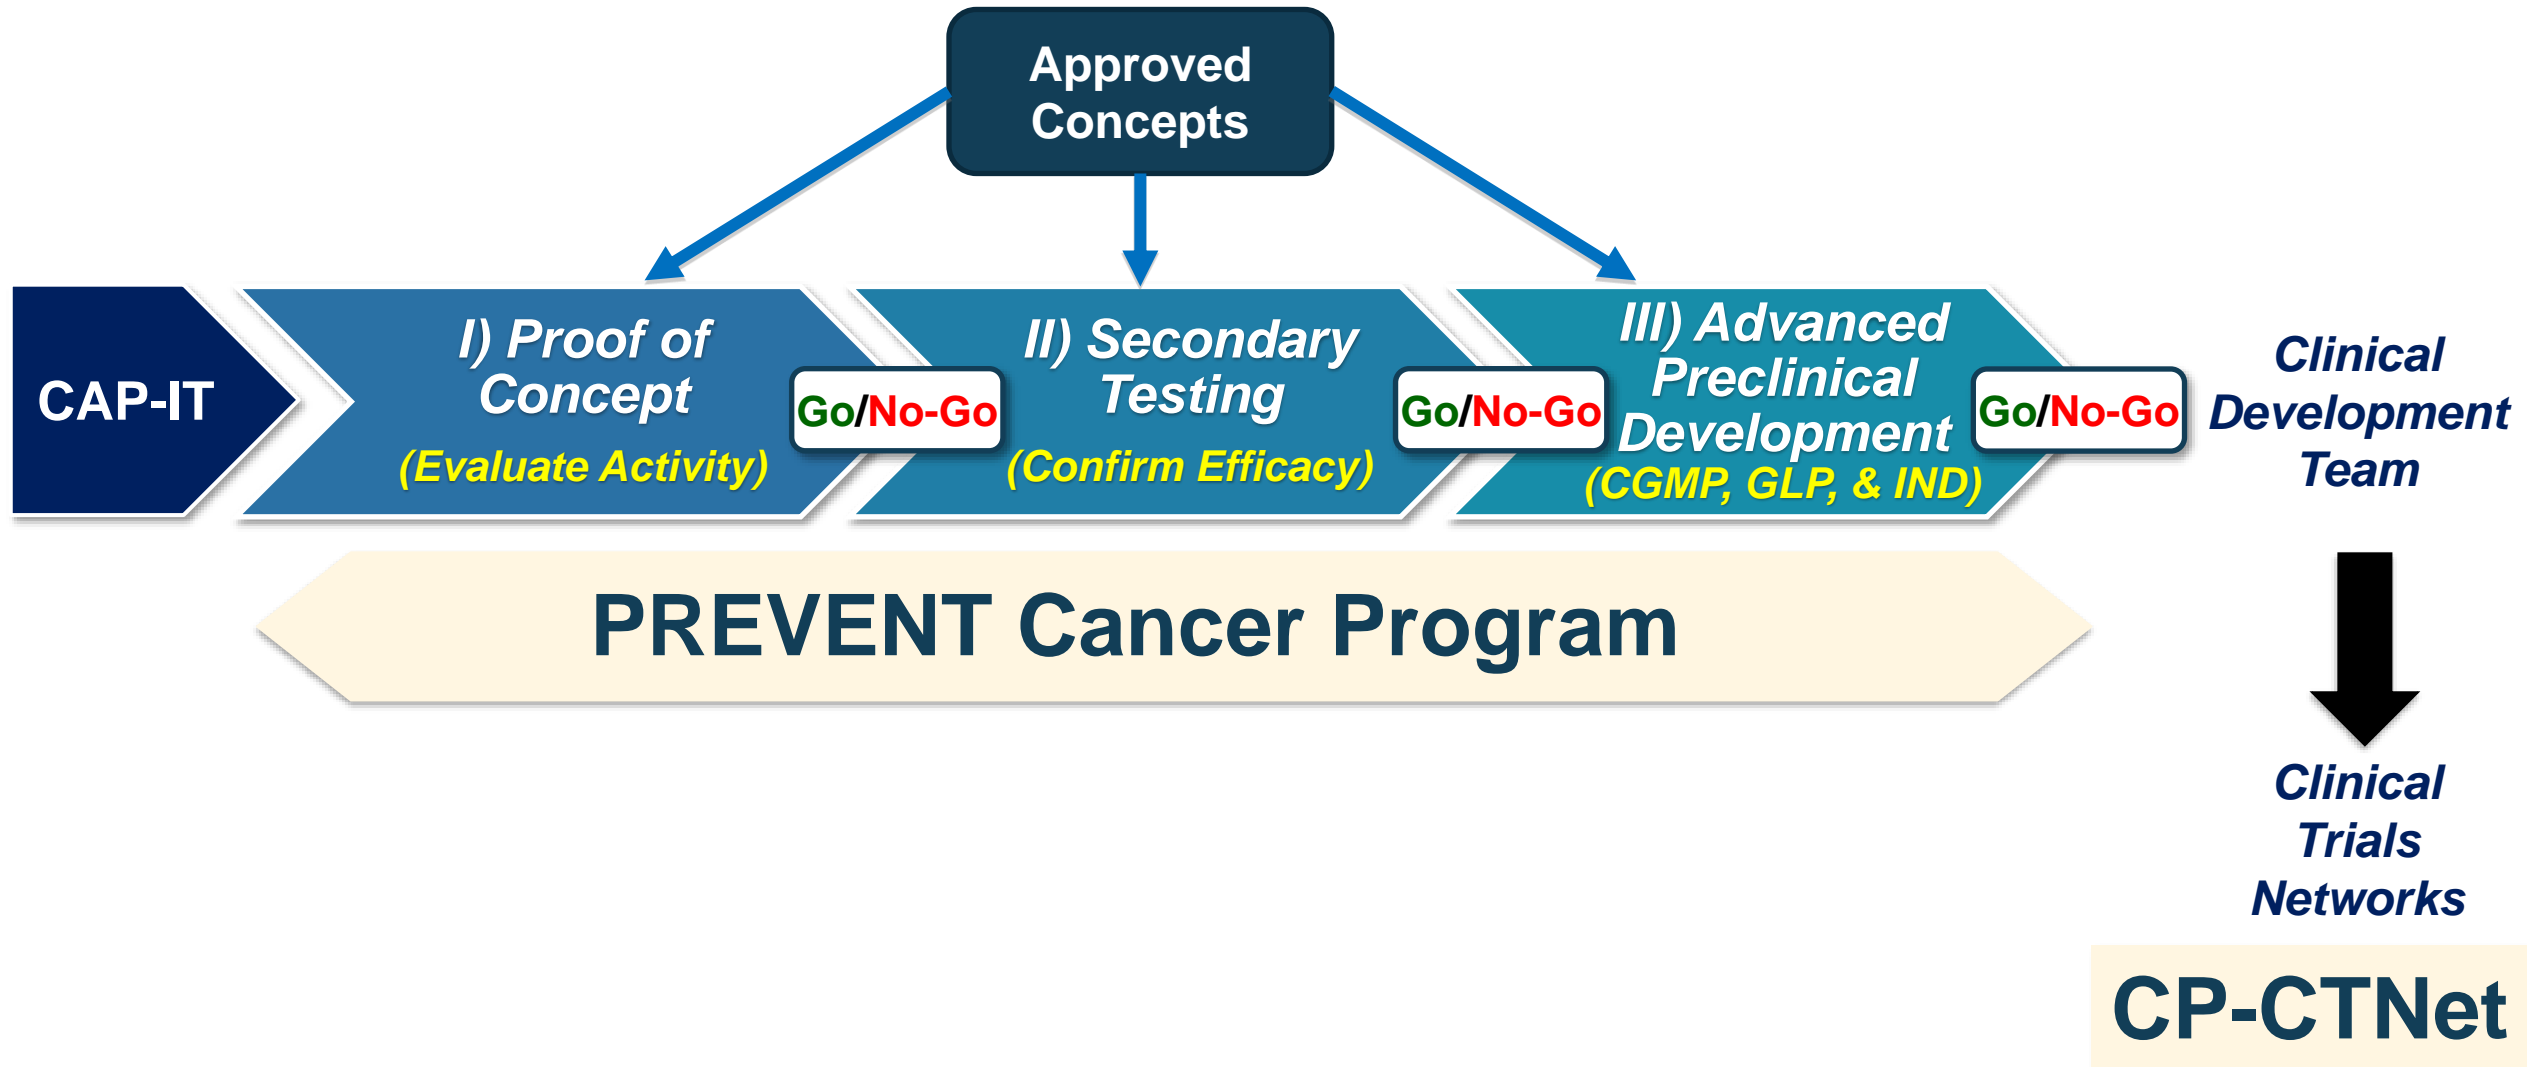 Approved
Concepts
CAP-IT
I) Proof of
Concept
(Evaluate Activity)
Go/No-Go
II) Secondary
Testing
(Confirm Efficacy)
Go/No-Go
III) Advanced
Preclinical
Development
(CGMP, GLP, & IND)
Go/No-Go
Clinical
Development
Team
PREVENT Cancer Program
Clinical
Trials
Networks
CP-CTNet